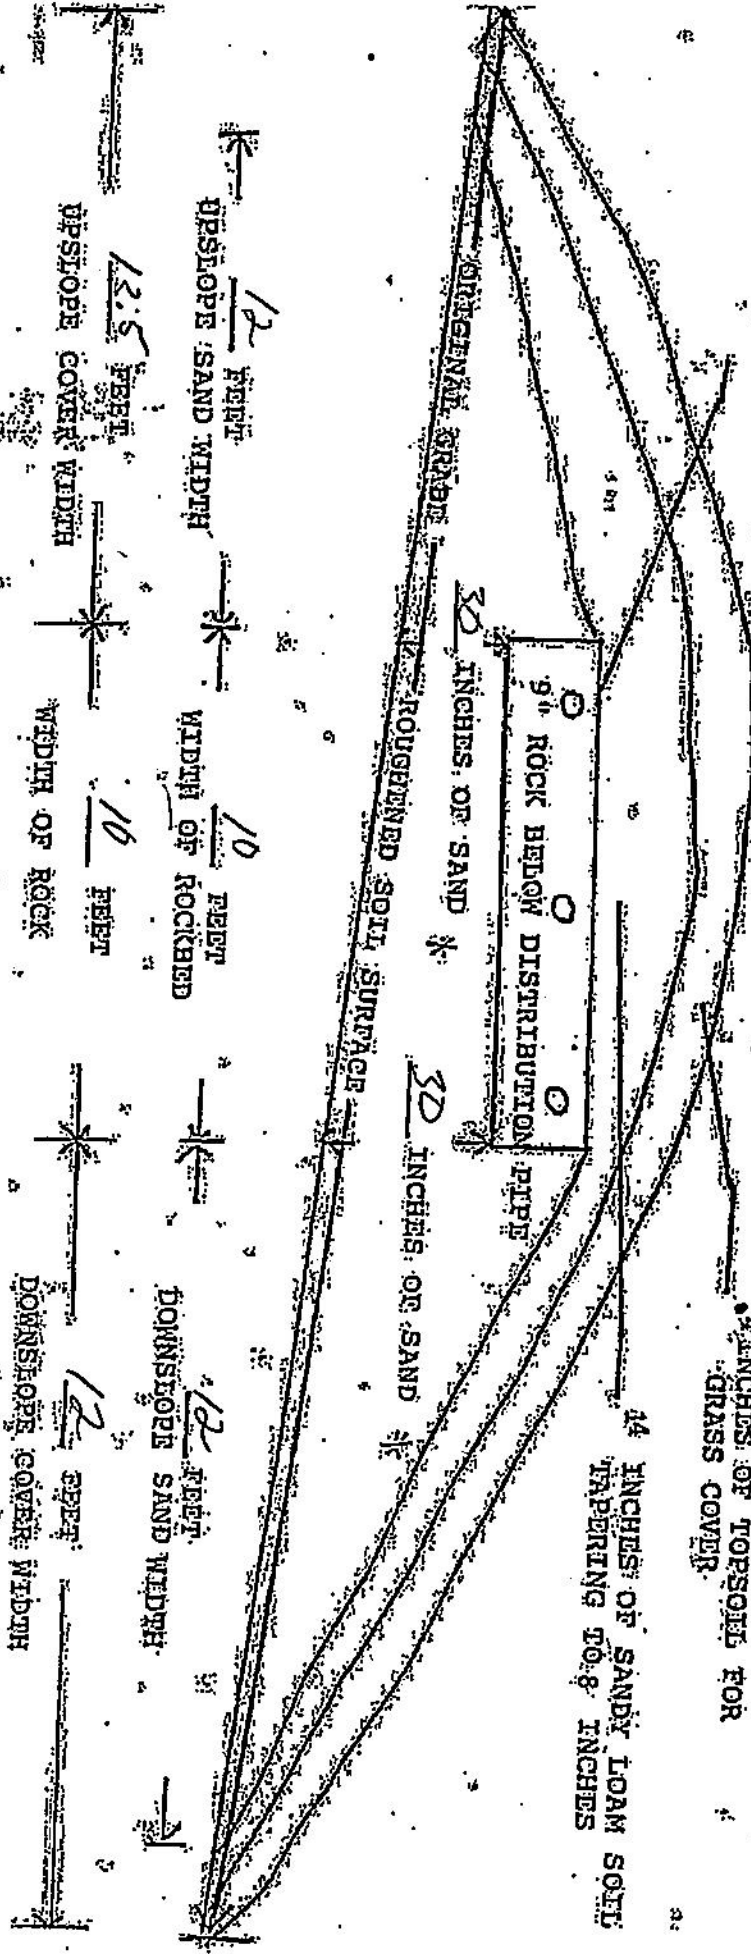 INCHES OF TOPSOIL FOR
GRASS COVER
14 INCHES OF SANDY LOAM SOIL
TAPERING TO 8 INCHES
9" ROCK BELOW DISTRIBUTION PIPE
30 INCHES OF SAND *
30 INCHES OF SAND *
ORIGINAL GRADE
ROUGHENED SOIL SURFACE
12 FEET
UPSLOPE SAND WIDTH
10 FEET
WIDTH OF ROCKBED
12 FEET
DOWNSLOPE SAND WIDTH
12.5 FEET
UPSLOPE COVER WIDTH
10 FEET
WIDTH OF ROCK
12 FEET
DOWNSLOPE COVER WIDTH